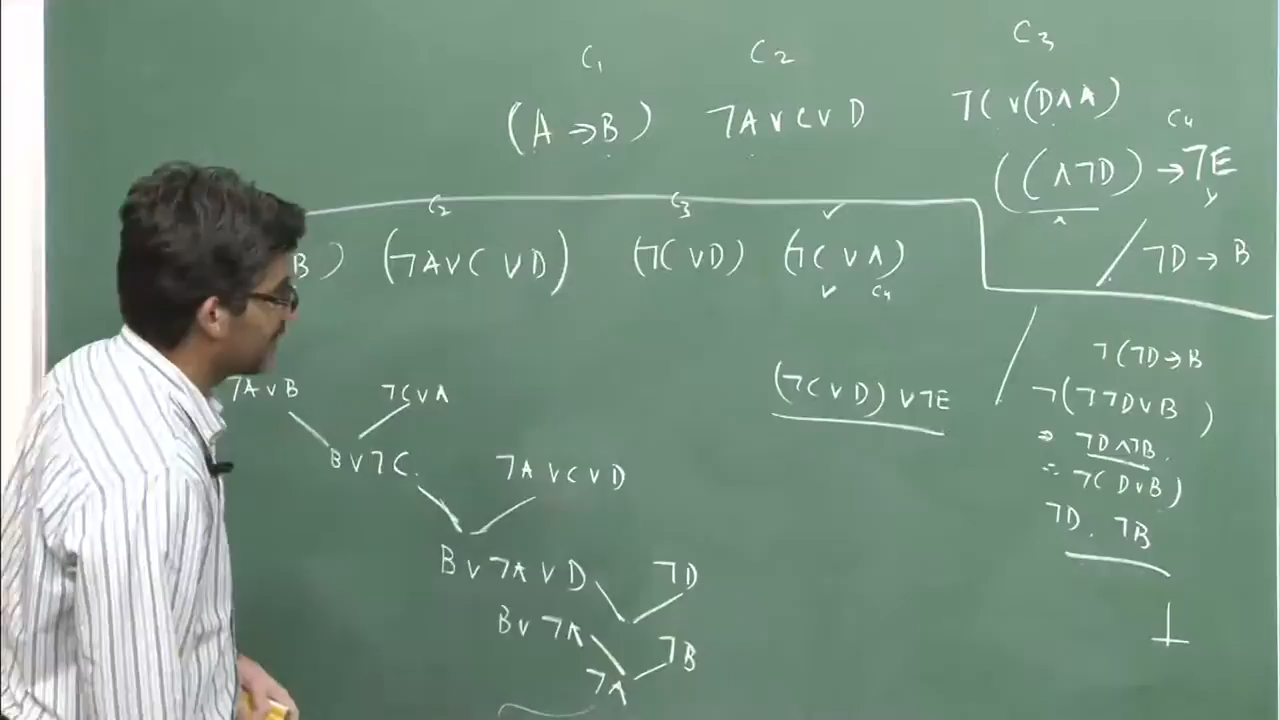 C₁ C₂ C₃
(A → B) ¬A ∨ C ∨ D ¬C ∨ (D ∧ A)
C₄
((∧ ¬D) → ¬E
/ ¬D → B
C₂ C₃ ✓
B) (¬A ∨ C ∨ D) (¬C ∨ D) (¬C ∨ A)
✓ C₄
¬(¬D → B
¬A ∨ B ¬C ∨ A (¬C ∨ D) ∨ ¬E / ¬(¬¬D ∨ B)
⇒ ¬D ∧ ¬B.
B ∨ ¬C. ¬A ∨ C ∨ D ∴ ¬(D ∨ B)
¬D. ¬B
B ∨ ¬A ∨ D ¬D
B ∨ ¬A ⊥
¬B
¬A